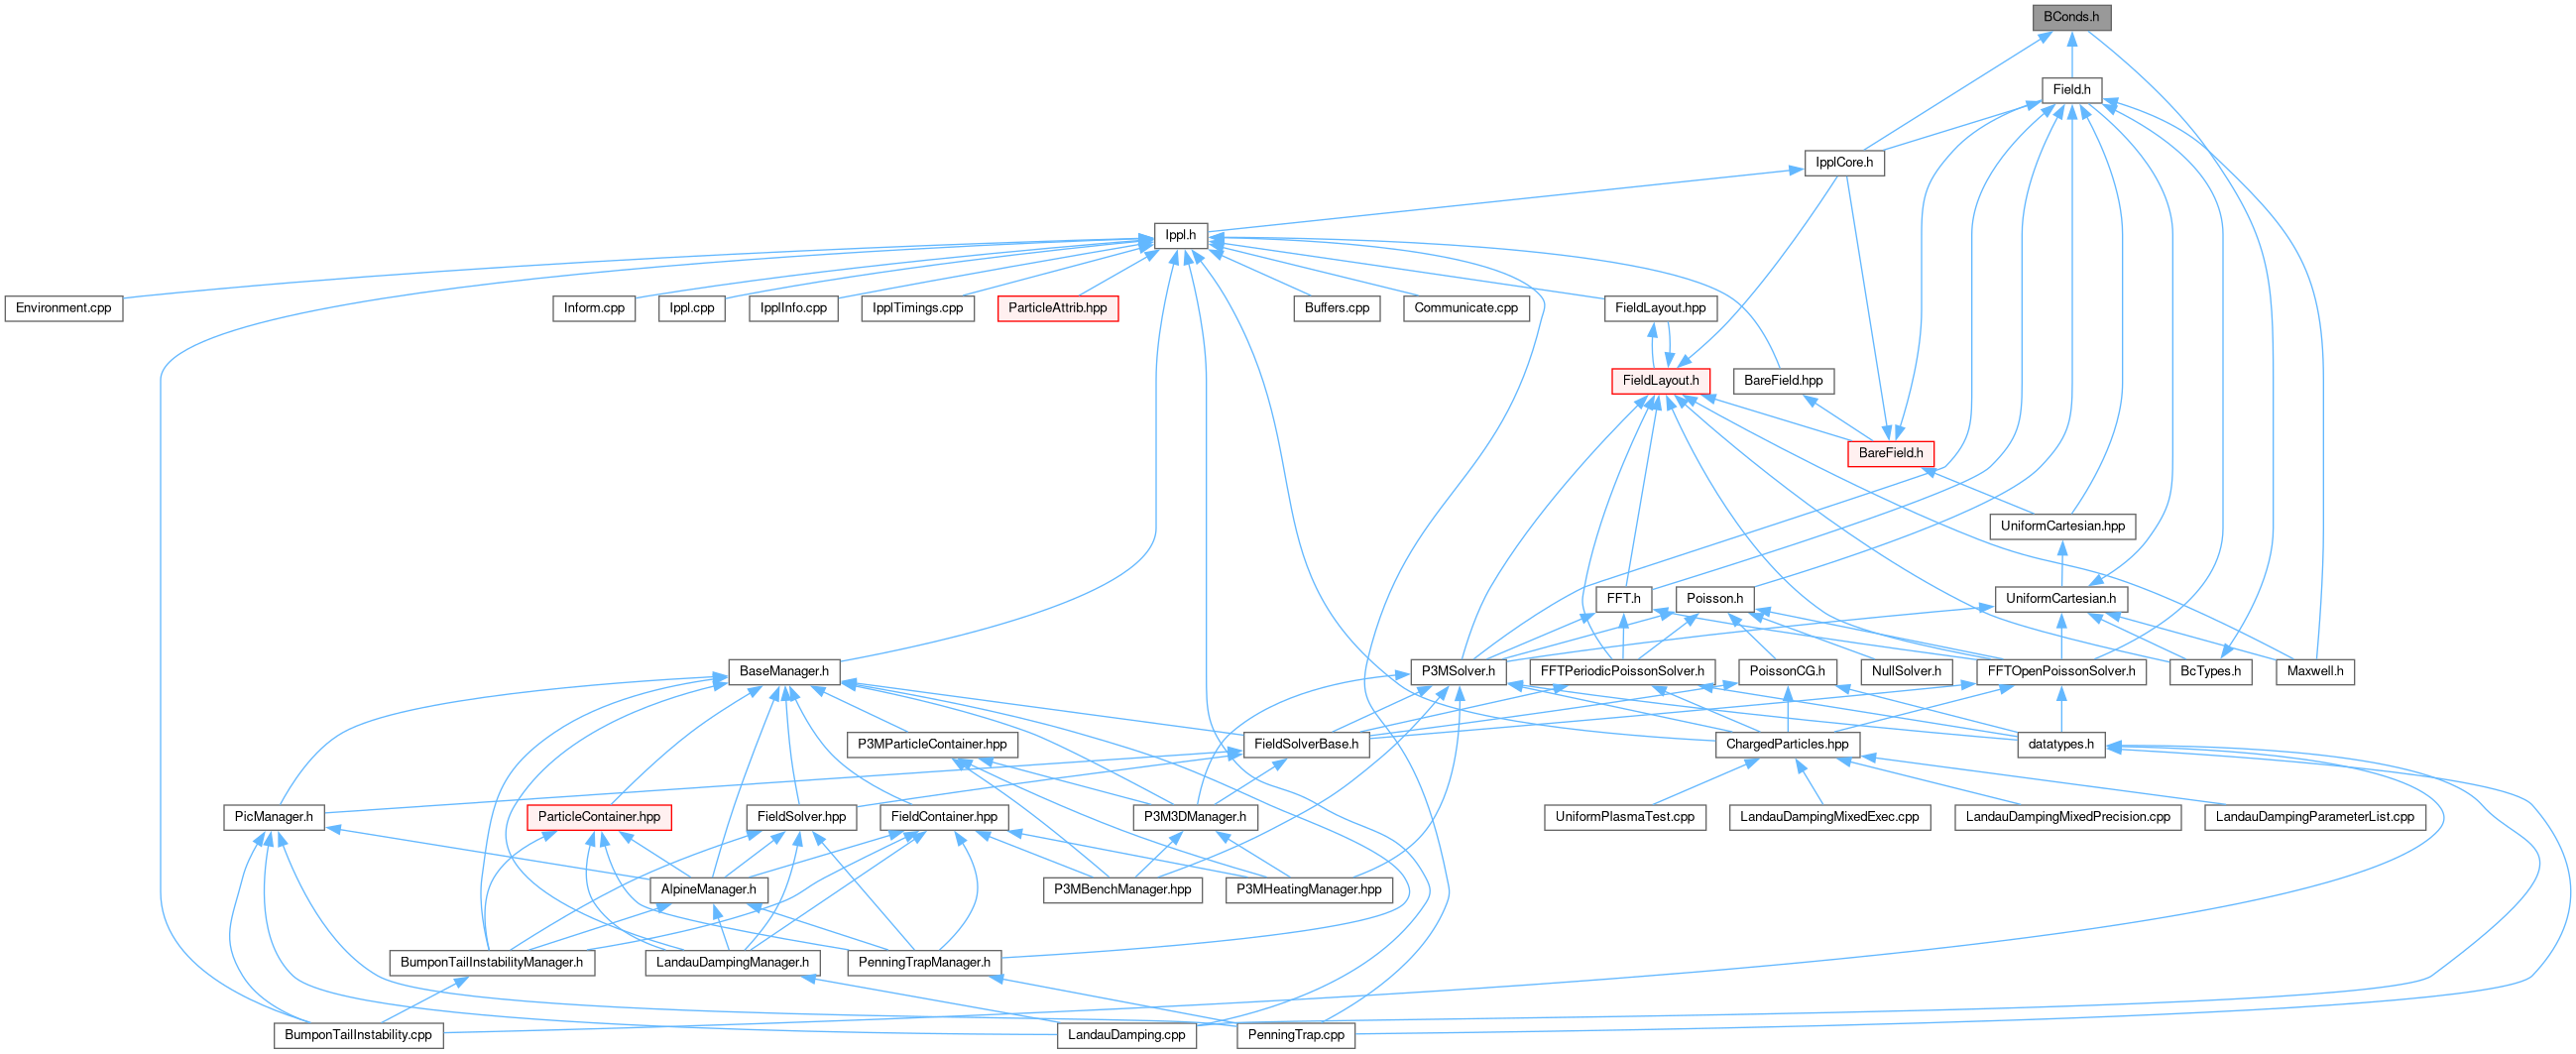 BConds.h
Field.h
IpplCore.h
Ippl.h
Environment.cpp
Inform.cpp
Ippl.cpp
IpplInfo.cpp
IpplTimings.cpp
ParticleAttrib.hpp
Buffers.cpp
Communicate.cpp
FieldLayout.hpp
FieldLayout.h
BareField.hpp
BareField.h
UniformCartesian.hpp
FFT.h
Poisson.h
UniformCartesian.h
BaseManager.h
P3MSolver.h
FFTPeriodicPoissonSolver.h
PoissonCG.h
NullSolver.h
FFTOpenPoissonSolver.h
BcTypes.h
Maxwell.h
P3MParticleContainer.hpp
FieldSolverBase.h
ChargedParticles.hpp
datatypes.h
PicManager.h
ParticleContainer.hpp
FieldSolver.hpp
FieldContainer.hpp
P3M3DManager.h
UniformPlasmaTest.cpp
LandauDampingMixedExec.cpp
LandauDampingMixedPrecision.cpp
LandauDampingParameterList.cpp
AlpineManager.h
P3MBenchManager.hpp
P3MHeatingManager.hpp
BumponTailInstabilityManager.h
LandauDampingManager.h
PenningTrapManager.h
BumponTailInstability.cpp
LandauDamping.cpp
PenningTrap.cpp